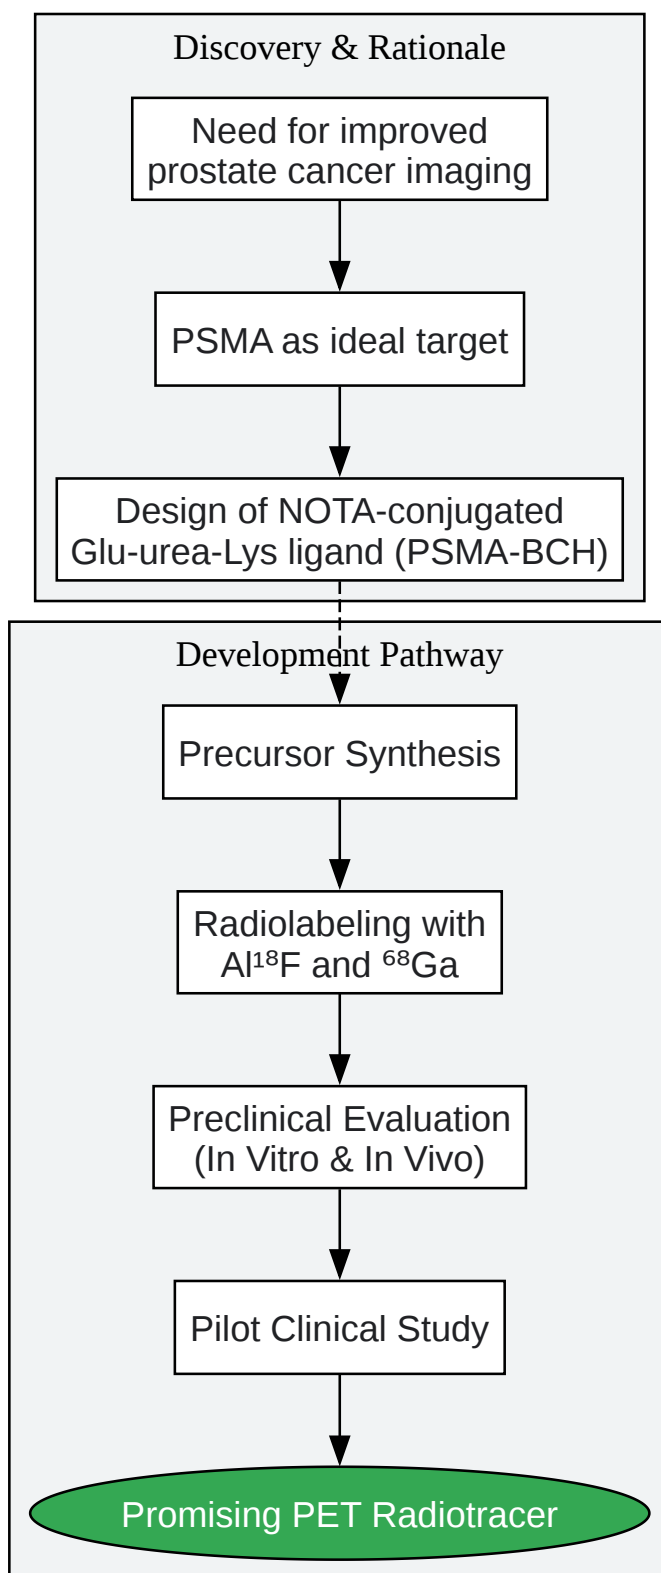 Discovery & Rationale
Need for improved
prostate cancer imaging
PSMA as ideal target
Design of NOTA-conjugated
Glu-urea-Lys ligand (PSMA-BCH)
Development Pathway
Precursor Synthesis
Radiolabeling with
Al¹⁸F and ⁶⁸Ga
Preclinical Evaluation
(In Vitro & In Vivo)
Pilot Clinical Study
Promising PET Radiotracer